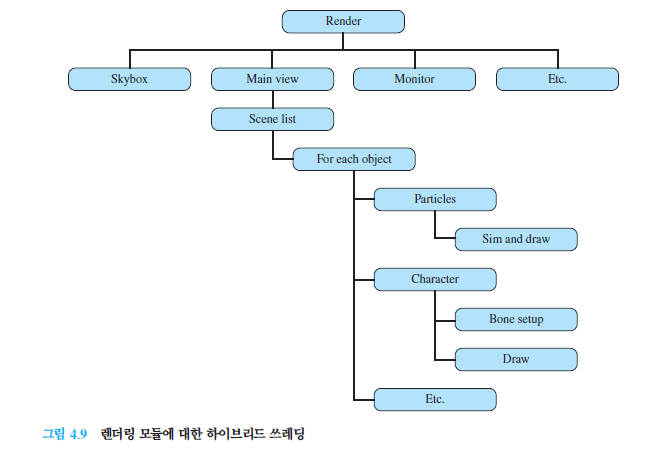 Render
Skybox Main view Monitor Etc.
Scene list
For each object
Particles
Sim and draw
Character
Bone setup
Draw
Etc.
그림 4.9 렌더링 모듈에 대한 하이브리드 쓰레딩